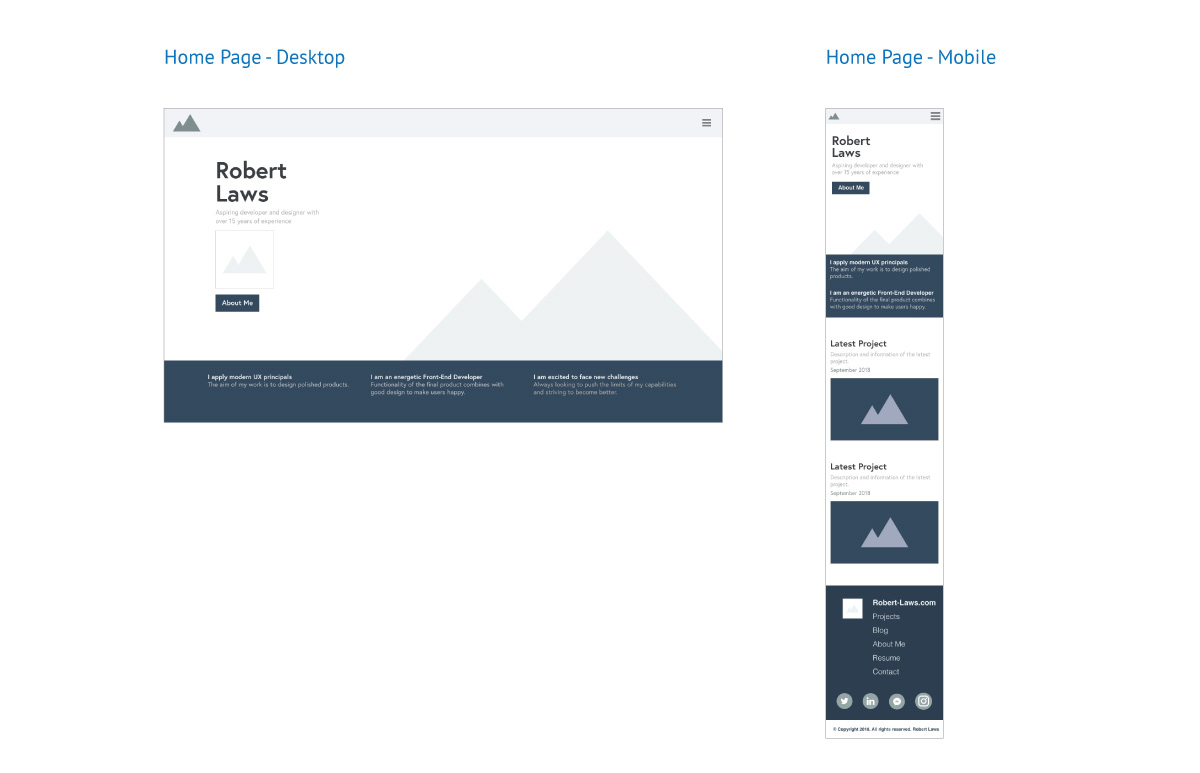 Home Page - Desktop
Robert
Laws
Aspiring developer and designer with
over 15 years of experience
About Me
I apply modern UX principals
The aim of my work is to design polished products.
I am an energetic Front-End Developer
Functionality of the final product combines with
good design to make users happy.
I am excited to face new challenges
Always looking to push the limits of my capabilities
and striving to become better.
Home Page - Mobile
Robert
Laws
Aspiring developer and designer with
over 15 years of experience
About Me
I apply modern UX principals
The aim of my work is to design polished
products.
I am an energetic Front-End Developer
Functionality of the final product combines
with good design to make users happy
Latest Project
Description and information of the latest
project.
September 2018
Latest Project
Description and information of the latest
project.
September 2018
Robert-Laws.com
Projects
Blog
About Me
Resume
Contact
© Copyright 2018. All rights reserved. Robert Laws